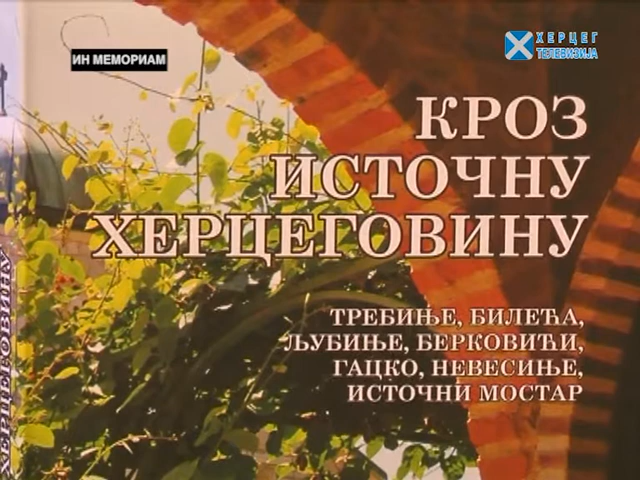 ИН МЕМОРИАМ
ХЕРЦЕГ
ТЕЛЕВИЗИЈА
КРОЗ
ИСТОЧНУ
ХЕРЦЕГОВИНУ
ТРЕБИЊЕ, БИЛЕЋА,
ЉУБИЊЕ, БЕРКОВИЋИ,
ГАЦКО, НЕВЕСИЊЕ,
ИСТОЧНИ МОСТАР
ХЕРЦЕГОВИНУ